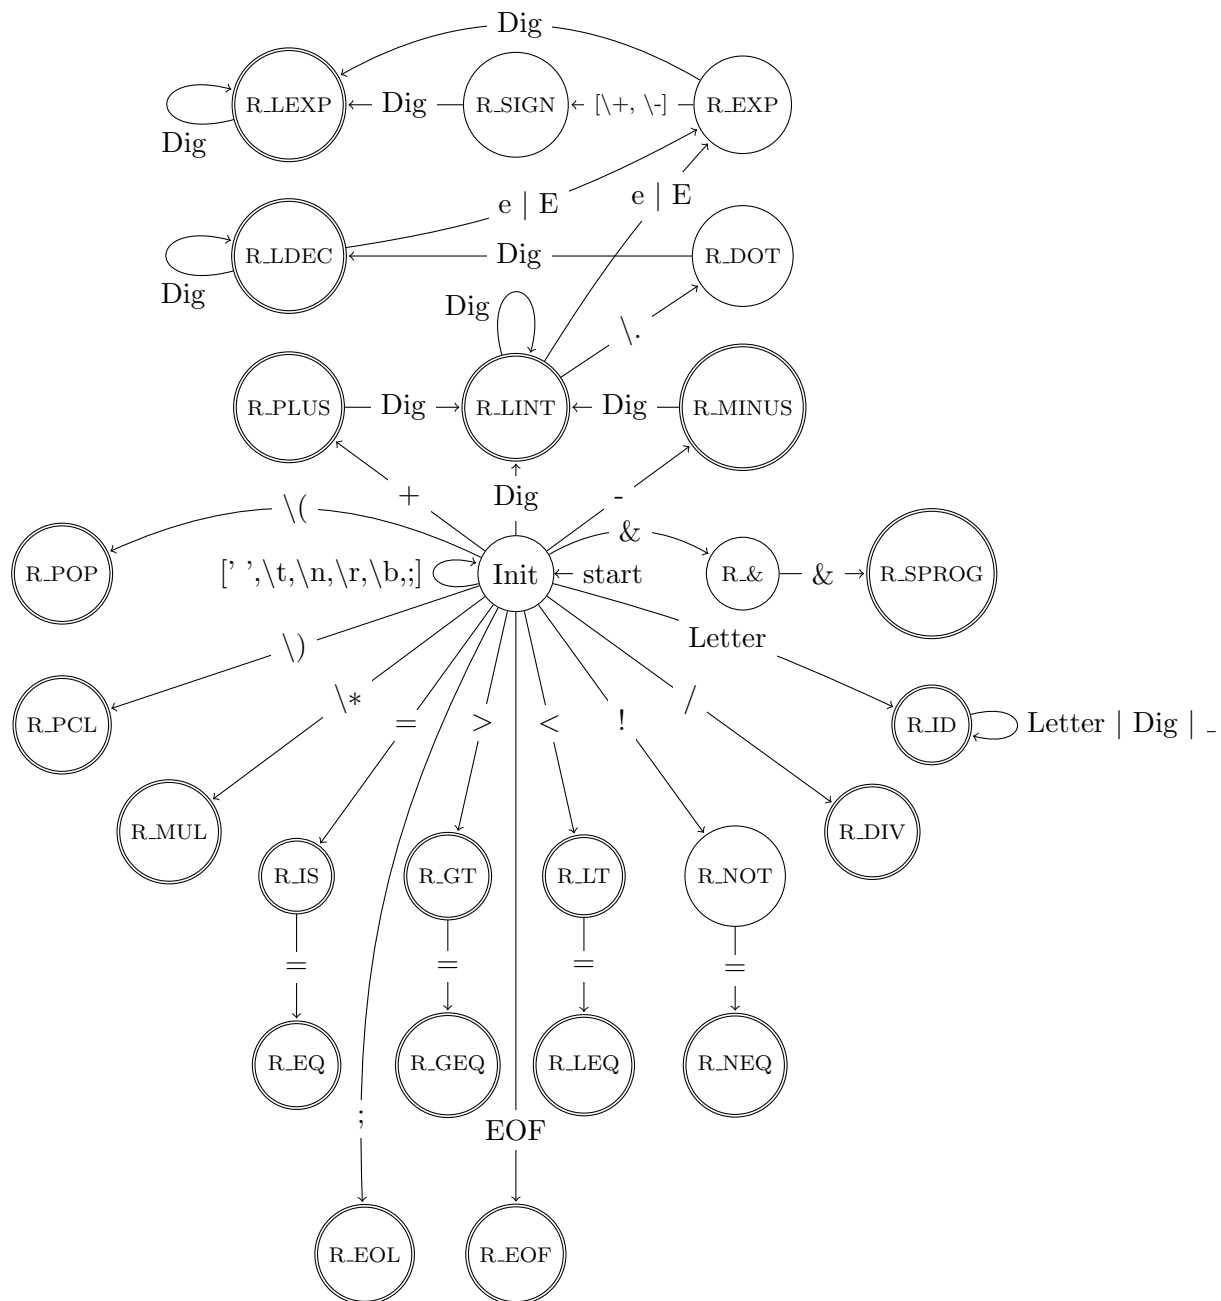 Dig
R_LEXP
Dig
R_SIGN
[\+, \-]
R_EXP
Dig
e | E
e | E
R_LDEC
Dig
R_DOT
Dig
Dig
\.
R_PLUS
Dig
R_LINT
Dig
R_MINUS
\(
+
Dig
-
&
R_POP
[' ',\t,\n,\r,\b,;]
Init
start
R_&
&
R_SPROG
\)
Letter
R_PCL
\*
=
>
<
!
/
R_ID
Letter | Dig | _
R_MUL
R_DIV
R_IS
R_GT
R_LT
R_NOT
=
=
=
=
R_EQ
R_GEQ
R_LEQ
R_NEQ
;
EOF
R_EOL
R_EOF